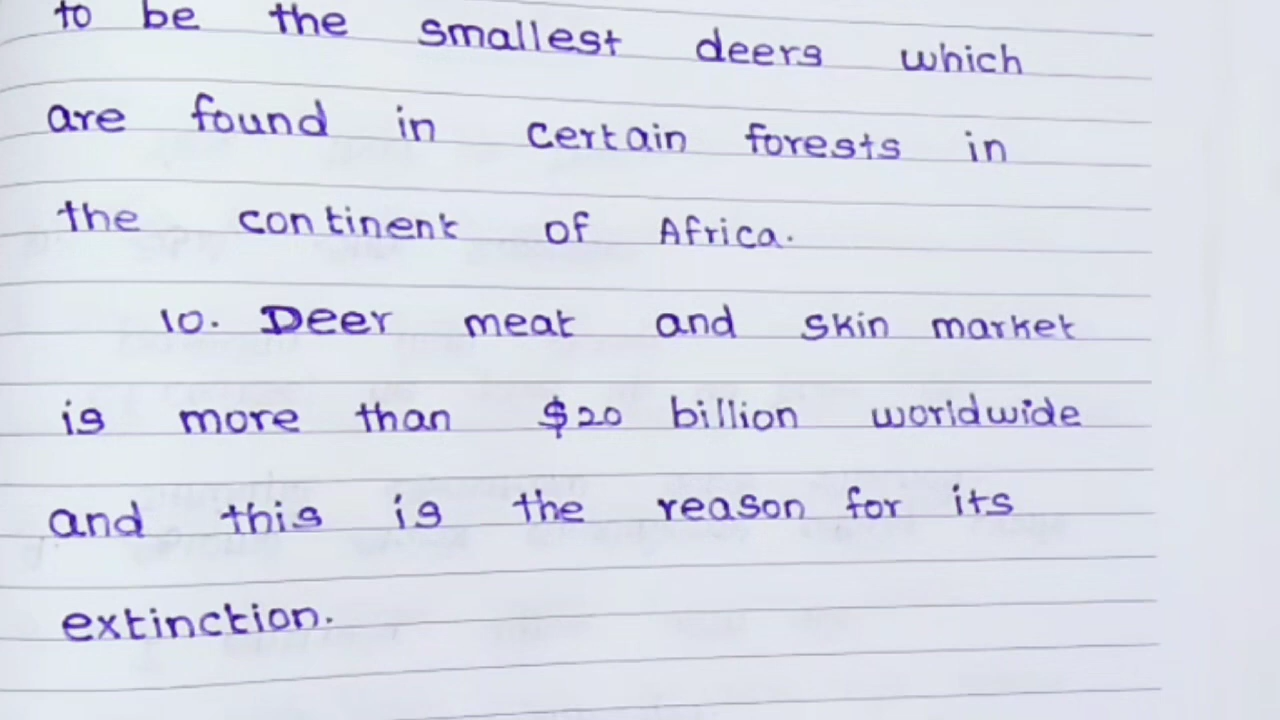 to be the smallest deers which
are found in certain forests in
the continent of Africa.
10. Deer meat and skin market
is more than $20 billion worldwide
and this is the reason for its
extinction.